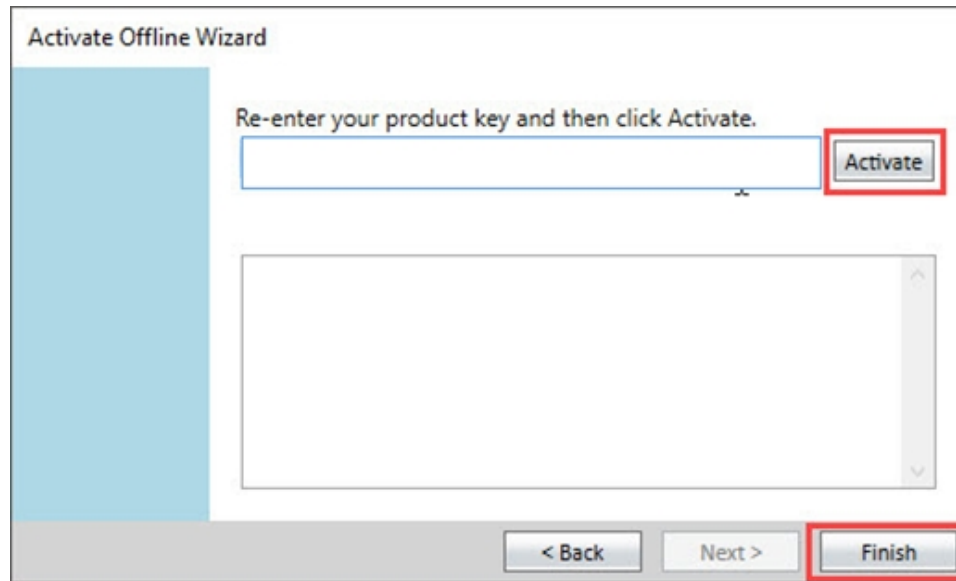 Activate Offline Wizard
Re-enter your product key and then click Activate.
Activate
< Back Next > Finish